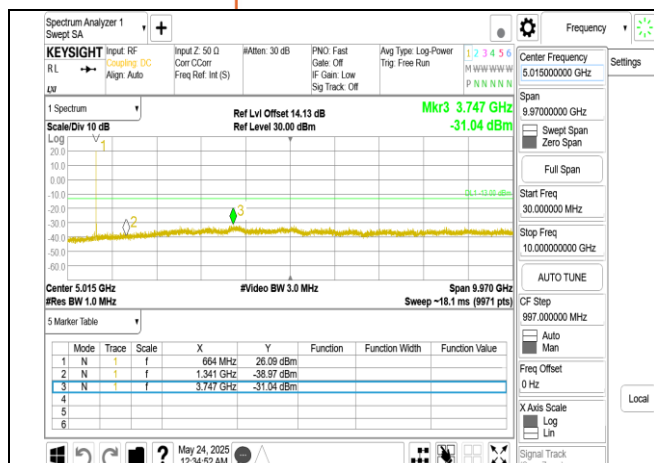 Spectrum Analyzer 1
Swept SA
+
Frequency
KEYSIGHT
RL
LXI
Input: RF
Coupling: DC
Align: Auto
Input Z: 50 Ω
Corr CCorr
Freq Ref: Int (S)
#Atten: 30 dB
PNO: Fast
Gate: Off
IF Gain: Low
Sig Track: Off
Avg Type: Log-Power
Trig: Free Run
1 2 3 4 5 6
M W W W W W
P N N N N N
Center Frequency
5.015000000 GHz
Settings
1 Spectrum
Scale/Div 10 dB
Ref Lvl Offset 14.13 dB
Ref Level 30.00 dBm
Mkr3 3.747 GHz
-31.04 dBm
Span
9.97000000 GHz
Swept Span
Zero Span
Full Span
Start Freq
30.000000 MHz
Stop Freq
10.000000000 GHz
AUTO TUNE
CF Step
997.000000 MHz
Auto
Man
Freq Offset
0 Hz
X Axis Scale
Log
Lin
Signal Track
Local
Log
20.0
10.0
0.00
-10.0
-20.0
-30.0
-40.0
-50.0
-60.0
1
2
3
DL1 -13.00 dBm
Center 5.015 GHz
#Res BW 1.0 MHz
#Video BW 3.0 MHz
Span 9.970 GHz
Sweep ~18.1 ms (9971 pts)
5 Marker Table
Mode Trace Scale X Y Function Function Width Function Value
1 N 1 f 664 MHz 26.09 dBm
2 N 1 f 1.341 GHz -38.97 dBm
3 N 1 f 3.747 GHz -31.04 dBm
4
5
6
?
May 24, 2025
12:34:52 AM